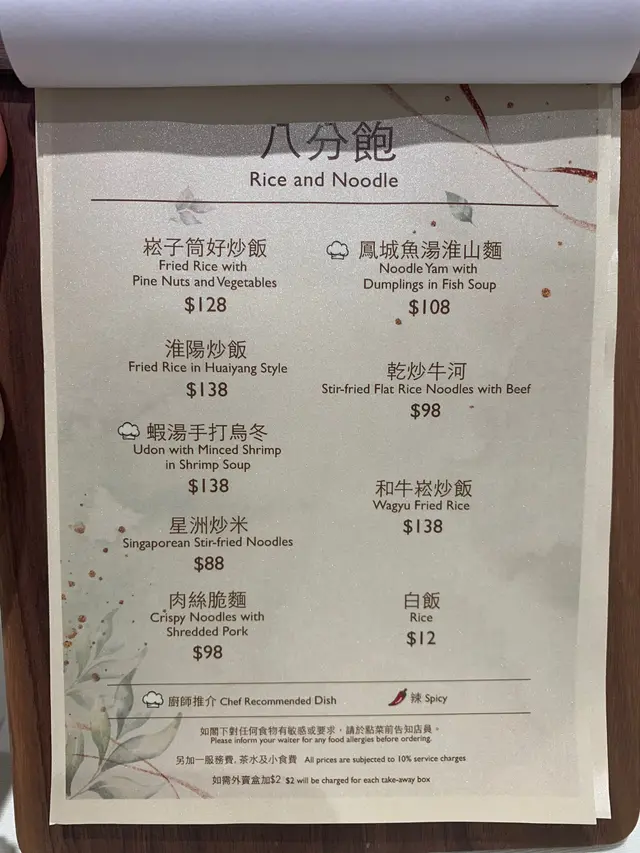 八分飽
Rice and Noodle
崧子筒好炒飯
Fried Rice with
Pine Nuts and Vegetables
$128
淮陽炒飯
Fried Rice in Huaiyang Style
$138
蝦湯手打烏冬
Udon with Minced Shrimp
in Shrimp Soup
$138
星洲炒米
Singaporean Stir-fried Noodles
$88
肉絲脆麵
Crispy Noodles with
Shredded Pork
$98
鳳城魚湯淮山麵
Noodle Yam with
Dumplings in Fish Soup
$108
乾炒牛河
Stir-fried Flat Rice Noodles with Beef
$98
和牛崧炒飯
Wagyu Fried Rice
$138
白飯
Rice
$12
廚師推介 Chef Recommended Dish
辣 Spicy
如閣下對任何食物有敏感或要求，請於點菜前告知店員。
Please inform your waiter for any food allergies before ordering.
另加一服務費, 茶水及小食費 All prices are subjected to 10% service charges
如需外賣盒加$2 $2 will be charged for each take-away box